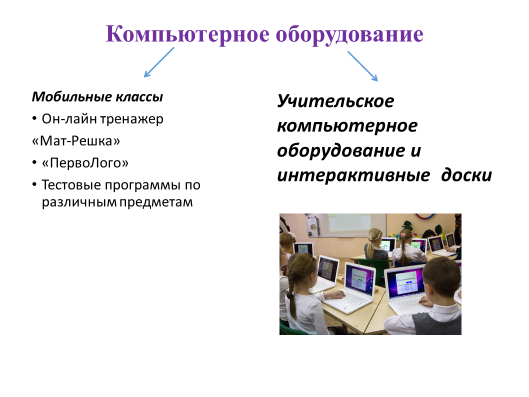 Компьютерное оборудование
Мобильные классы
• Он-лайн тренажер
«Мат-Решка»
• «ПервоЛого»
• Тестовые программы по
различным предметам
Учительское
компьютерное
оборудование и
интерактивные доски